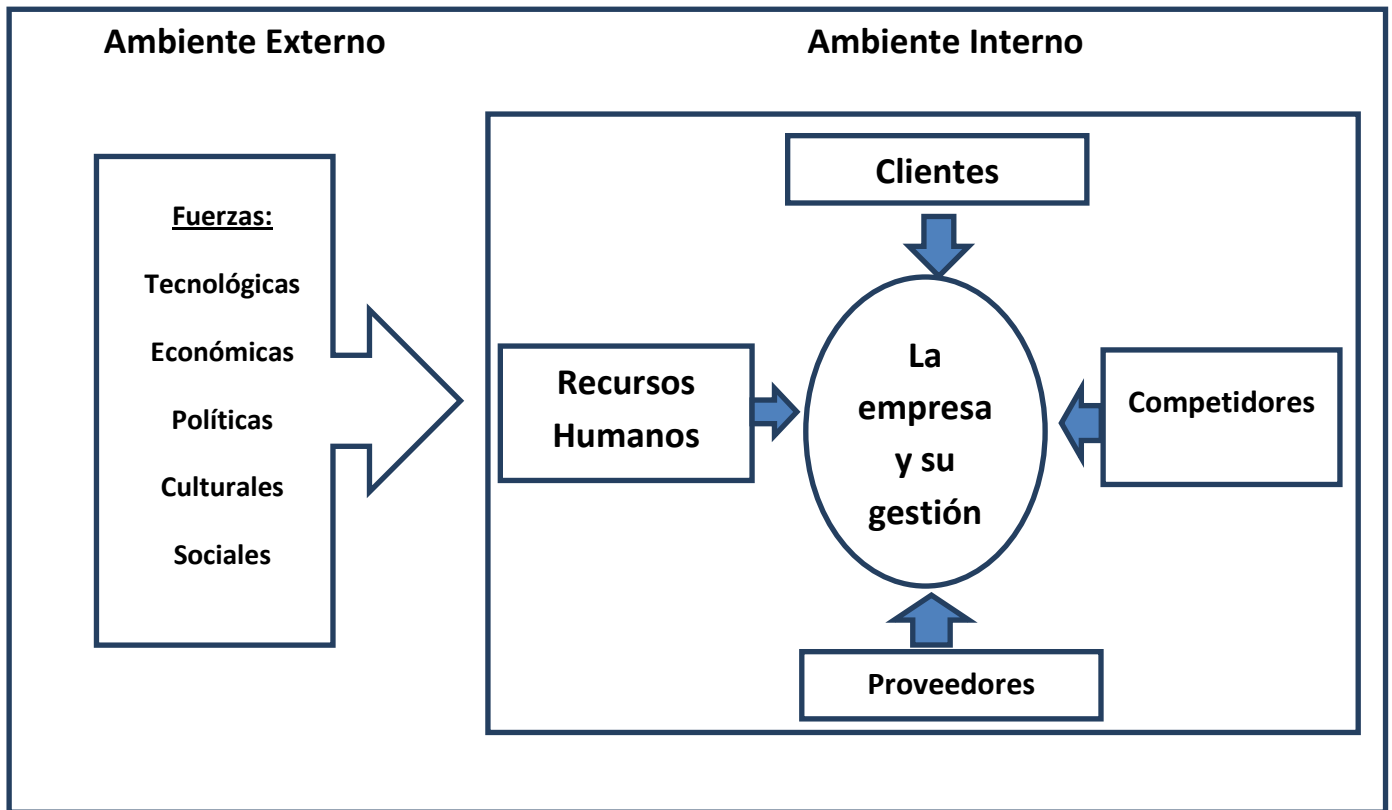 Ambiente Externo
Ambiente Interno
Fuerzas:
Tecnológicas
Económicas
Políticas
Culturales
Sociales
Clientes
Recursos
Humanos
La
empresa
y su
gestión
Competidores
Proveedores